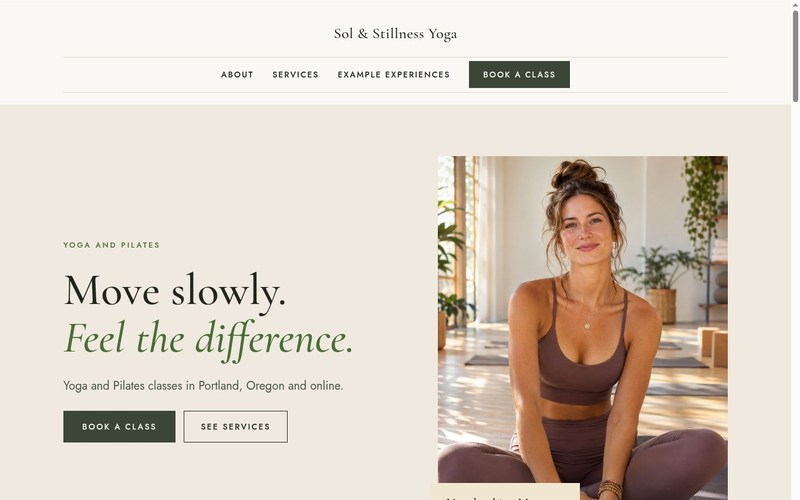 Sol & Stillness Yoga
ABOUT SERVICES EXAMPLE EXPERIENCES BOOK A CLASS
YOGA AND PILATES
Move slowly.
Feel the difference.
Yoga and Pilates classes in Portland, Oregon and online.
BOOK A CLASS SEE SERVICES